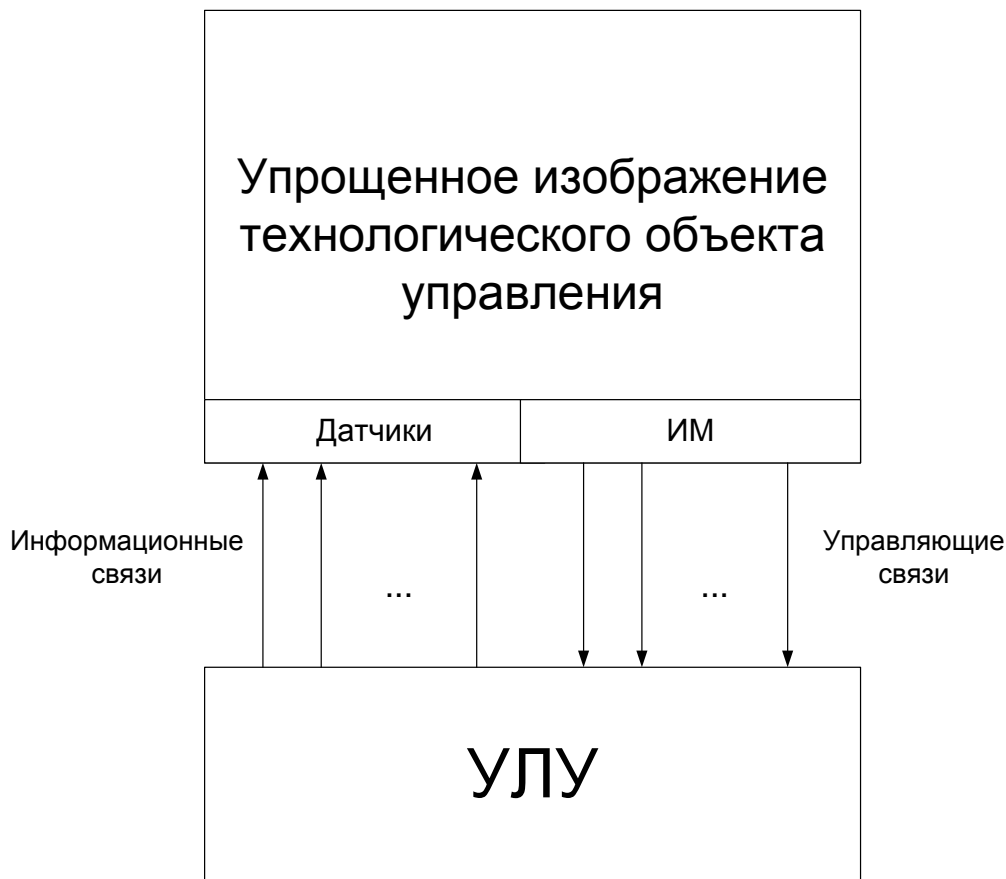 Упрощенное изображение
технологического объекта
управления
Датчики
ИМ
Информационные
связи
...
...
Управляющие
связи
УЛУ